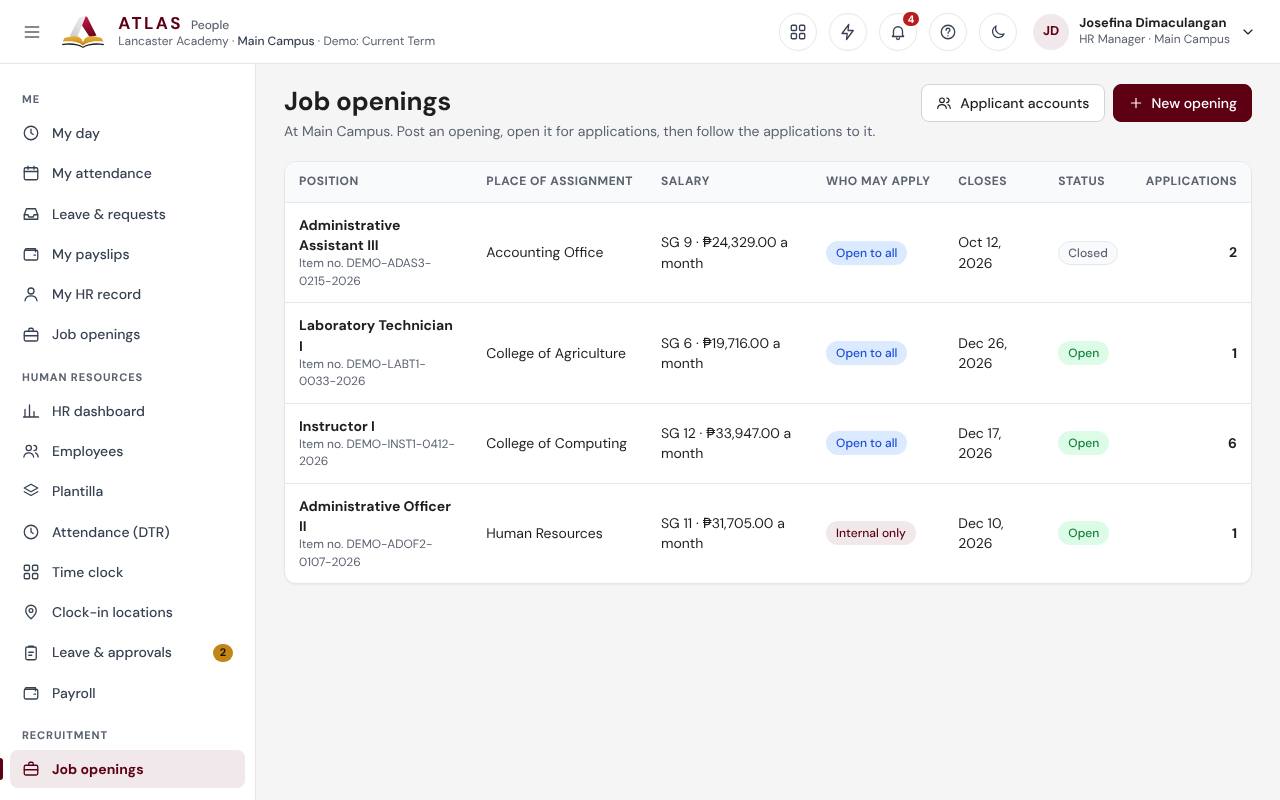 ATLAS People
Lancaster Academy · Main Campus · Demo: Current Term
4
JD
Josefina Dimaculangan
HR Manager · Main Campus
ME
My day
My attendance
Leave & requests
My payslips
My HR record
Job openings
HUMAN RESOURCES
HR dashboard
Employees
Plantilla
Attendance (DTR)
Time clock
Clock-in locations
Leave & approvals 2
Payroll
RECRUITMENT
Job openings
Job openings
At Main Campus. Post an opening, open it for applications, then follow the applications to it.
Applicant accounts
New opening
POSITION PLACE OF ASSIGNMENT SALARY WHO MAY APPLY CLOSES STATUS APPLICATIONS
Administrative
Assistant III
Item no. DEMO-ADAS3-
0215-2026
Accounting Office
SG 9 · ₱24,329.00 a
month
Open to all
Oct 12,
2026
Closed
2
Laboratory Technician
I
Item no. DEMO-LABT1-
0033-2026
College of Agriculture
SG 6 · ₱19,716.00 a
month
Open to all
Dec 26,
2026
Open
1
Instructor I
Item no. DEMO-INST1-0412-
2026
College of Computing
SG 12 · ₱33,947.00 a
month
Open to all
Dec 17,
2026
Open
6
Administrative Officer
II
Item no. DEMO-ADOF2-
0107-2026
Human Resources
SG 11 · ₱31,705.00 a
month
Internal only
Dec 10,
2026
Open
1